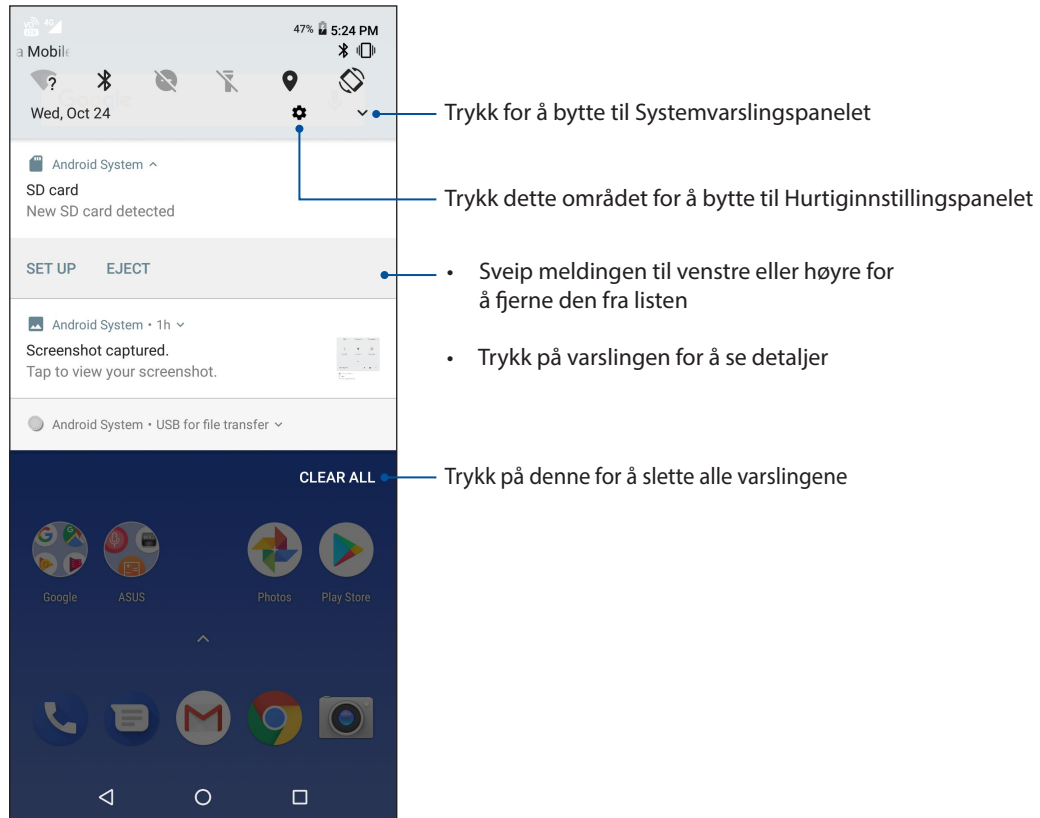 47% 5:24 PM
a Mobile
Wed, Oct 24
Trykk for å bytte til Systemvarslingspanelet
Android System
SD card
New SD card detected
Trykk dette området for å bytte til Hurtiginnstillingspanelet
SET UP EJECT
• Sveip meldingen til venstre eller høyre for
å fjerne den fra listen
Android System • 1h
Screenshot captured.
Tap to view your screenshot.
• Trykk på varslingen for å se detaljer
Android System • USB for file transfer
CLEAR ALL
Trykk på denne for å slette alle varslingene
Google ASUS Photos Play Store